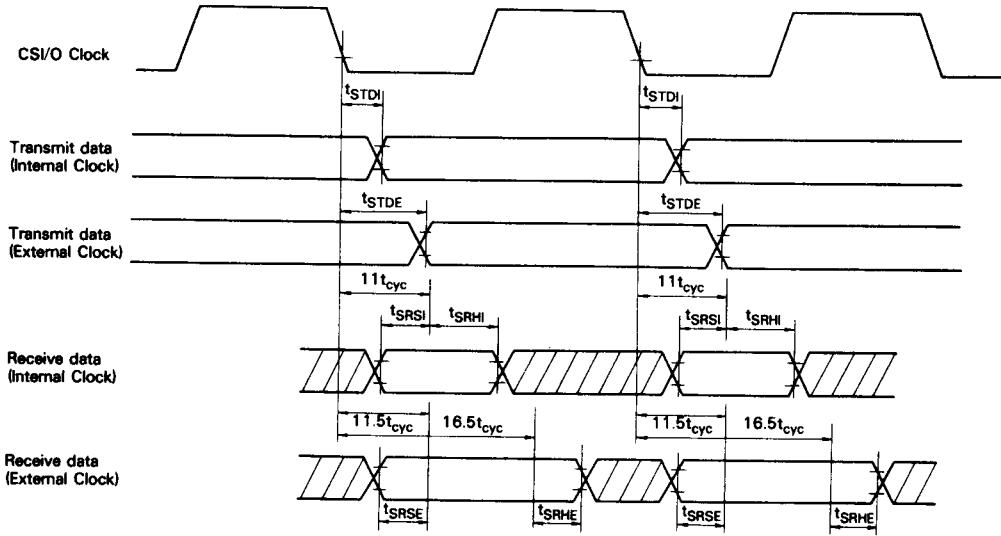 CSI/O Clock
tSTDI tSTDI
Transmit data
(Internal Clock)
tSTDE tSTDE
Transmit data
(External Clock)
11tcyc 11tcyc
tSRSI tSRHI tSRSI tSRHI
Receive data
(Internal Clock)
11.5tcyc 16.5tcyc 11.5tcyc 16.5tcyc
Receive data
(External Clock)
tSRSE tSRHE tSRSE tSRHE